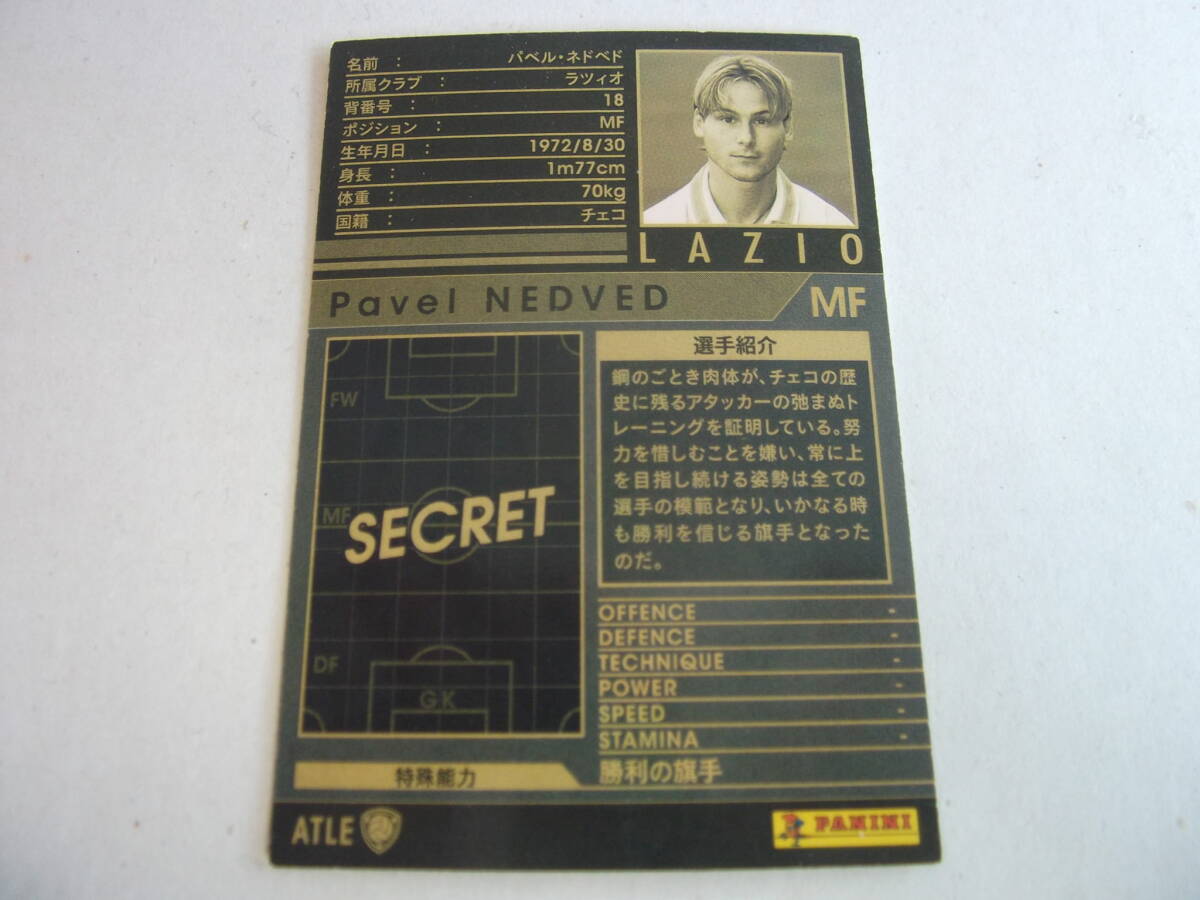 名前 : パベル・ネドベド
所属クラブ : ラツィオ
背番号 : 18
ポジション : MF
生年月日 : 1972/8/30
身長 : 1m77cm
体重 : 70kg
国籍 : チェコ
LAZIO
Pavel NEDVED MF
FW
MF
SECRET
DF
GK
選手紹介
鋼のごとき肉体が、チェコの歴
史に残るアタッカーの弛まぬト
レーニングを証明している。努
力を惜しむことを嫌い、常に上
を目指し続ける姿勢は全ての
選手の模範となり、いかなる時
も勝利を信じる旗手となった
のだ。
OFFENCE -
DEFENCE -
TECHNIQUE -
POWER -
SPEED -
STAMINA -
特殊能力 勝利の旗手
ATLE
PANINI